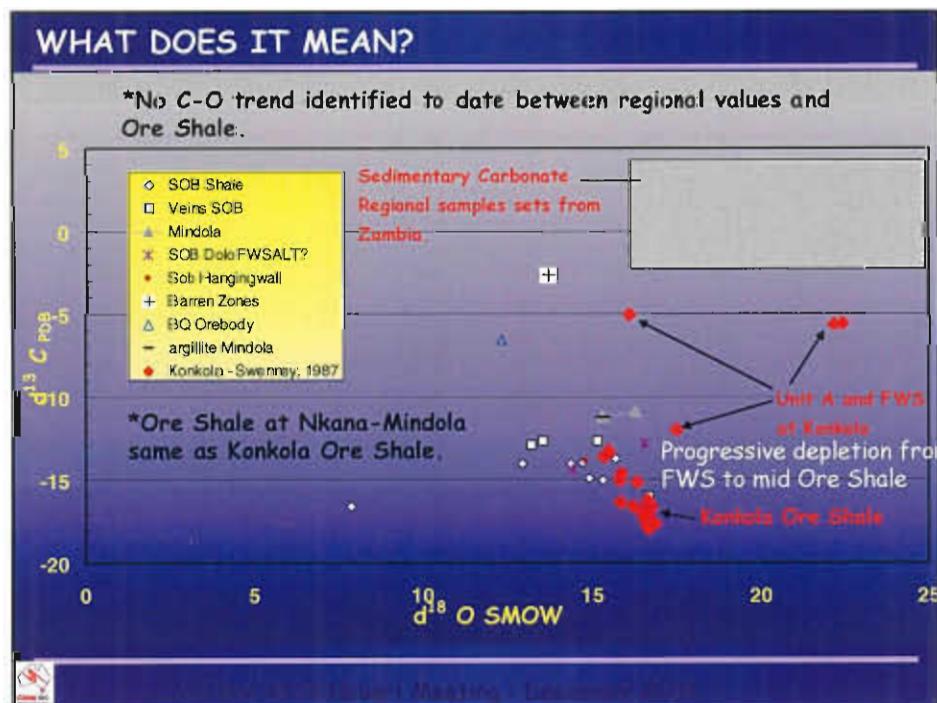 WHAT DOES IT MEAN?
*No C-O trend identified to date between regional values and
Ore Shale.
5
0
-5
-10
-15
-20
d13 C PDB
SOB Shale
Veins SOB
Mindola
SOB Dolo FWSALT?
Sob Hangingwall
Barren Zones
BQ Orebody
argillite Mindola
Konkola - Sweeney, 1987
Sedimentary Carbonate
Regional samples sets from
Zambia.
*Ore Shale at Nkana-Mindola
same as Konkola Ore Shale.
Unit A and FWS
at Konkola
Progressive depletion from
FWS to mid Ore Shale
Konkola Ore Shale
0
5
10
15
20
25
d18 O SMOW
Meeting